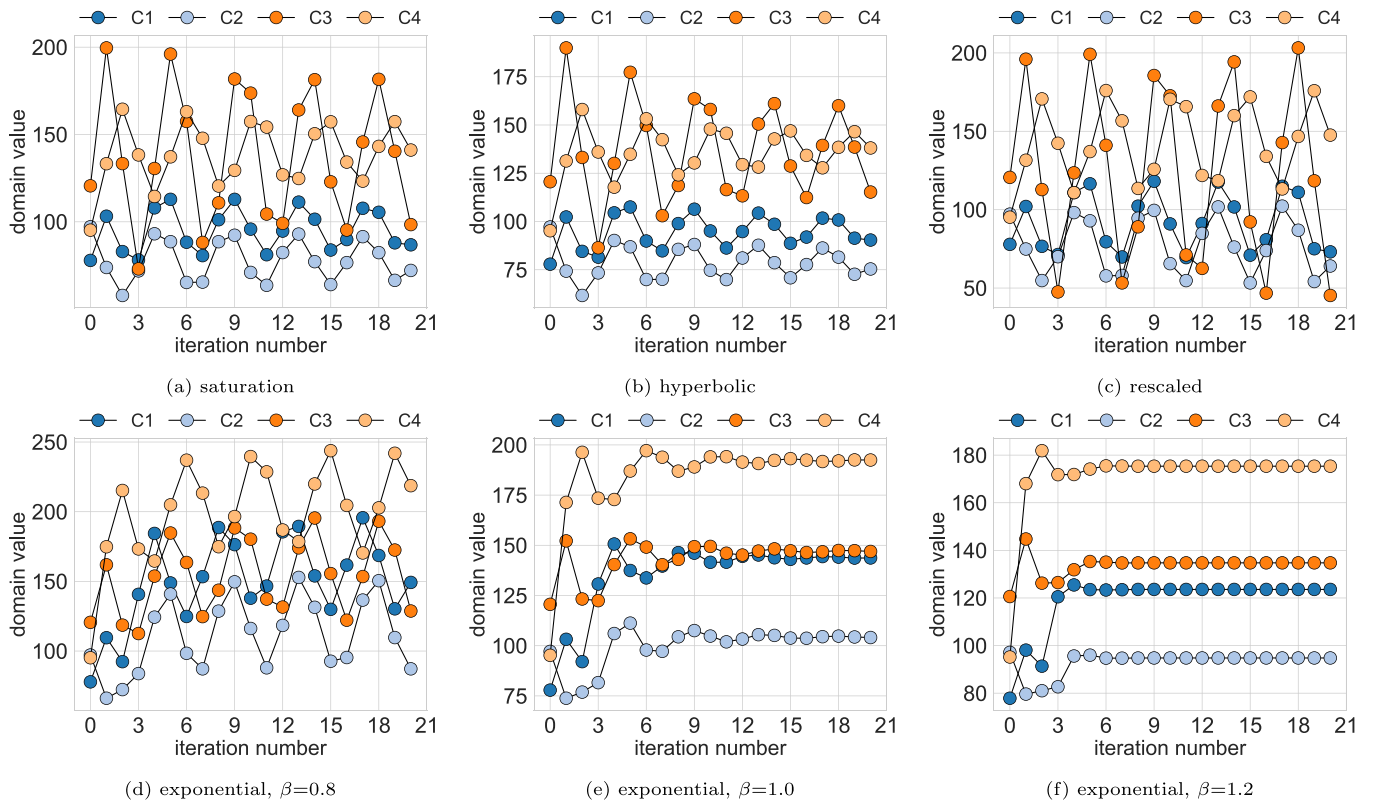 C1 C2 C3 C4
domain value
200
150
100
0 3 6 9 12 15 18 21
iteration number
(a) saturation
C1 C2 C3 C4
domain value
175
150
125
100
75
0 3 6 9 12 15 18 21
iteration number
(b) hyperbolic
C1 C2 C3 C4
domain value
200
150
100
50
0 3 6 9 12 15 18 21
iteration number
(c) rescaled
C1 C2 C3 C4
domain value
250
200
150
100
0 3 6 9 12 15 18 21
iteration number
(d) exponential, β=0.8
C1 C2 C3 C4
domain value
200
175
150
125
100
75
0 3 6 9 12 15 18 21
iteration number
(e) exponential, β=1.0
C1 C2 C3 C4
domain value
180
160
140
120
100
80
0 3 6 9 12 15 18 21
iteration number
(f) exponential, β=1.2